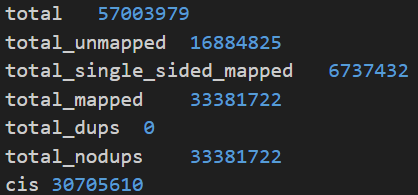 total 57003979
total_unmapped 16884825
total_single_sided_mapped 6737432
total_mapped 33381722
total_dups 0
total_nodups 33381722
cis 30705610